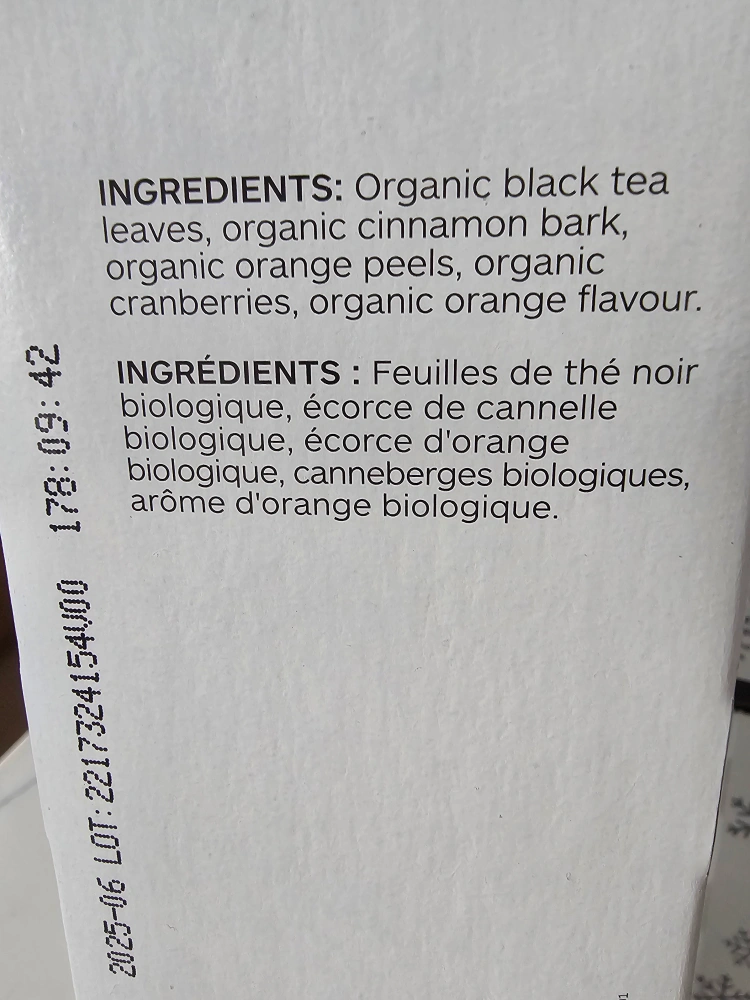 INGREDIENTS: Organic black tea
leaves, organic cinnamon bark,
organic orange peels, organic
cranberries, organic orange flavour.
INGRÉDIENTS : Feuilles de thé noir
biologique, écorce de cannelle
biologique, écorce d'orange
biologique, canneberges biologiques,
arôme d'orange biologique.
2025-06 LOT: 2217324154V00 178:09:42